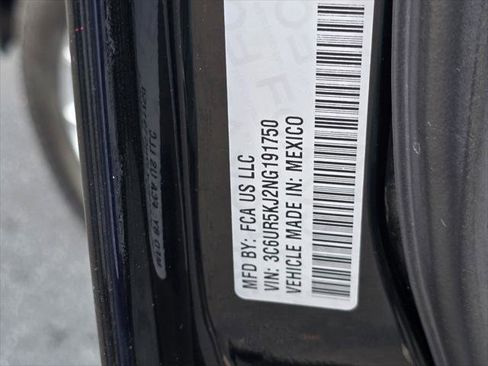 MFD BY: FCA US LLC
VIN: 3C6UR5KJ2NG191750
VEHICLE MADE IN: MEXICO